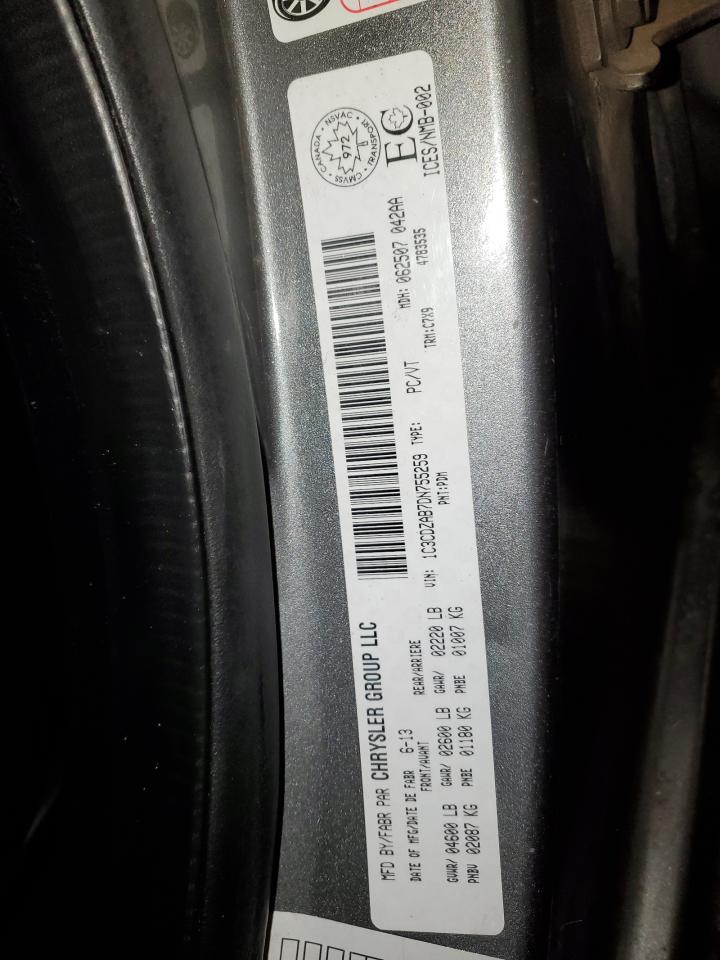 MFD BY/FABR PAR CHRYSLER GROUP LLC
DATE OF MFG/DATE DE FABR 6-13
FRONT/AVANT REAR/ARRIERE
GVWR/ 04600 LB GAWR/ 02600 LB GAWR/ 02220 LB
PNBV 02087 KG PNBE 01180 KG PNBE 01007 KG
VIN: 1C3CDZAB7DN755259 TYPE: PC/VT
PNT:PDM TRM:C7X9
MDH: 062507 042AA
4783535
CANADA • NSVAC • TRANSPORT • CMVSS
972
EC
ICES/NMB-002